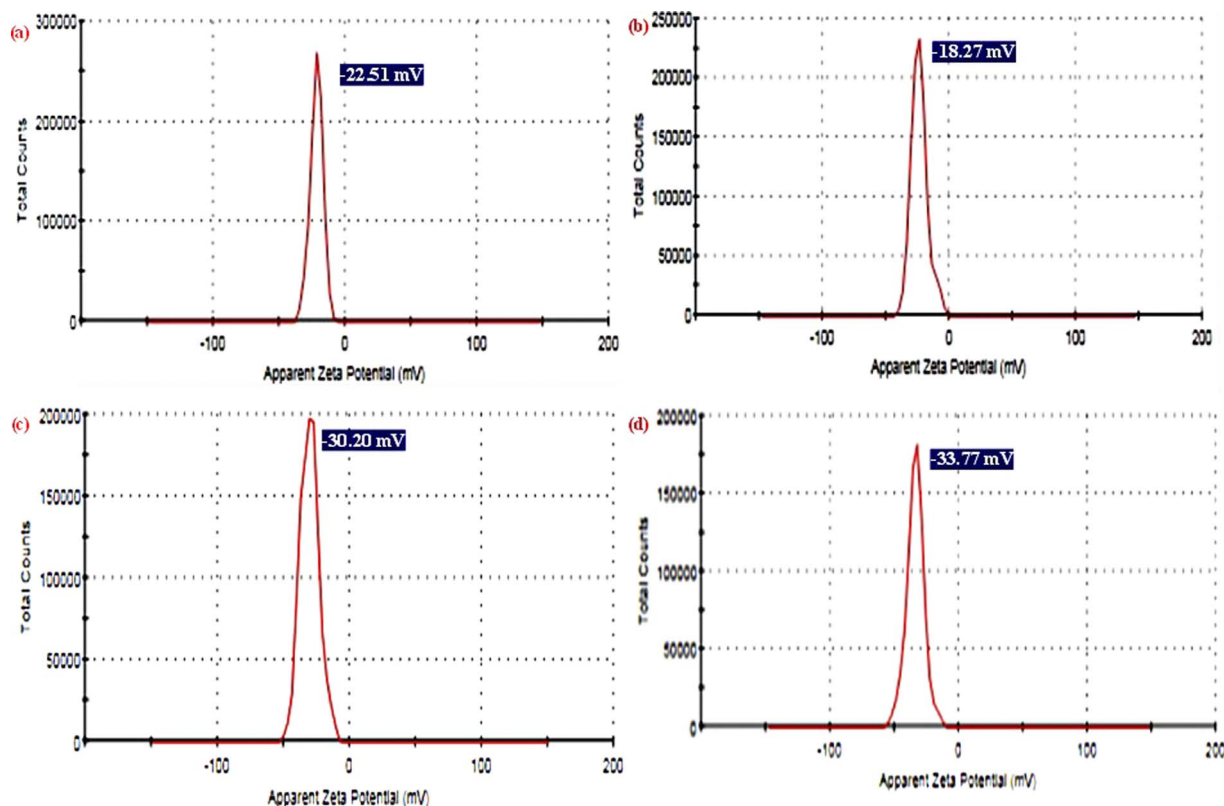 (a)
-22.51 mV
Total Counts
300000
200000
100000
0
-100 0 100 200
Apparent Zeta Potential (mV)
(b)
-18.27 mV
Total Counts
250000
200000
150000
100000
50000
0
-100 0 100 200
Apparent Zeta Potential (mV)
(c)
-30.20 mV
Total Counts
200000
150000
100000
50000
0
-100 0 100 200
Apparent Zeta Potential (mV)
(d)
-33.77 mV
Total Counts
200000
150000
100000
50000
0
-100 0 100 200
Apparent Zeta Potential (mV)